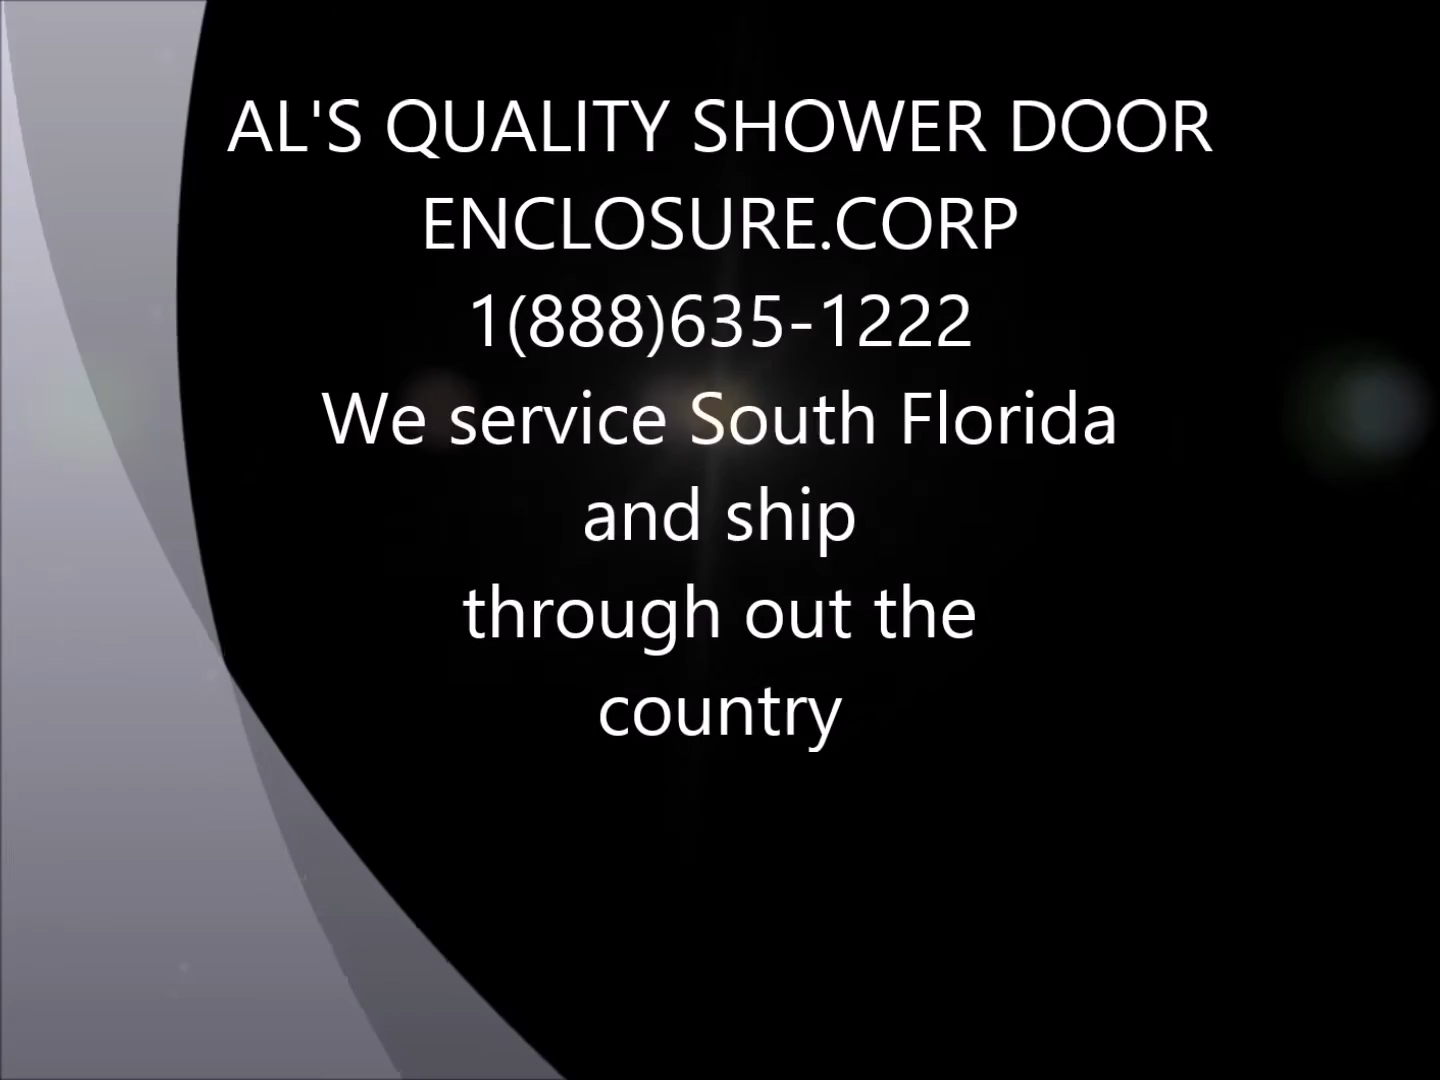 AL'S QUALITY SHOWER DOOR
ENCLOSURE.CORP
1(888)635-1222
We service South Florida
and ship
through out the
country